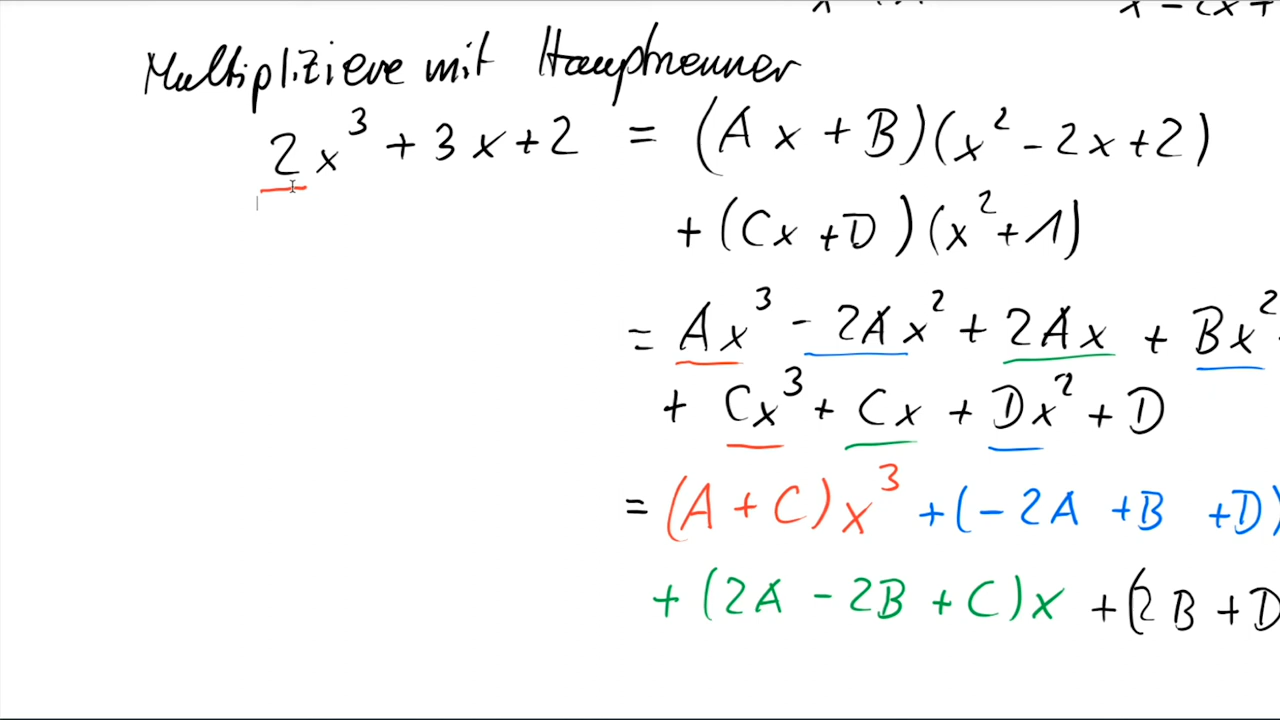 x - 2x +
Multipliziere mit Hauptnenner
2x³ + 3x + 2 = (Ax + B)(x² - 2x + 2)
+ (Cx + D)(x² + 1)
= Ax³ - 2Ax² + 2Ax + Bx²
+ Cx³ + Cx + Dx² + D
= (A + C)x³ + (-2A + B + D)
+ (2A - 2B + C)x + (2B + D